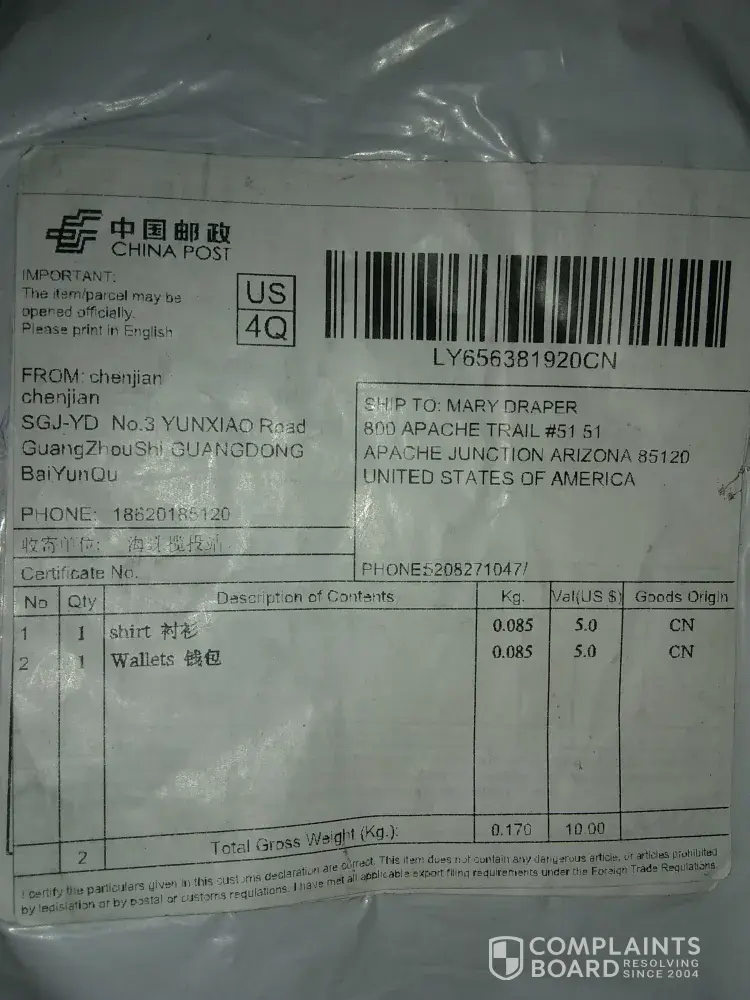 中国邮政
CHINA POST
IMPORTANT:
The item/parcel may be
opened officially.
Please print in English
US
4Q
LY656381920CN
FROM: chenjian
chenjian
SGJ-YD No.3 YUNXIAO Road
GuangZhouShi GUANGDONG
BaiYunQu
PHONE: 18620185120
SHIP TO: MARY DRAPER
800 APACHE TRAIL #51 51
APACHE JUNCTION ARIZONA 85120
UNITED STATES OF AMERICA
PHONE5208271047/
收寄单位: 海珠揽投站
Certificate No.
No Qty Description of Contents Kg. Val(US $) Goods Origin
1 1 shirt 衬衫 0.085 5.0 CN
2 1 Wallets 钱包 0.085 5.0 CN
2 Total Gross Weight (Kg.): 0.170 10.00
I certify the particulars given in this customs declaration are correct. This item does not contain any dangerous article, or articles prohibited
by legislation or by postal or customs regulations. I have met all applicable export filing requirements under the Foreign Trade Regulations.
COMPLAINTS
BOARD RESOLVING SINCE 2004